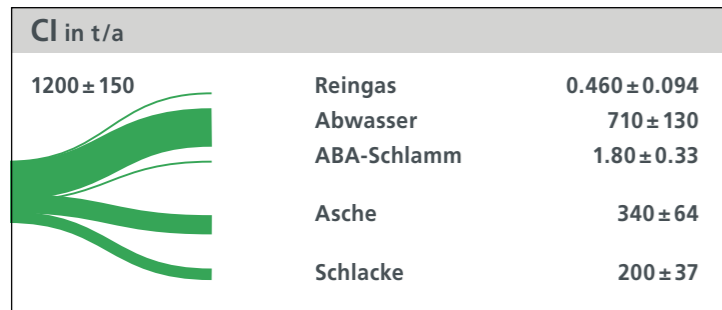 Cl in t/a
1200 ± 150
Reingas 0.460 ± 0.094
Abwasser 710 ± 130
ABA-Schlamm 1.80 ± 0.33
Asche 340 ± 64
Schlacke 200 ± 37